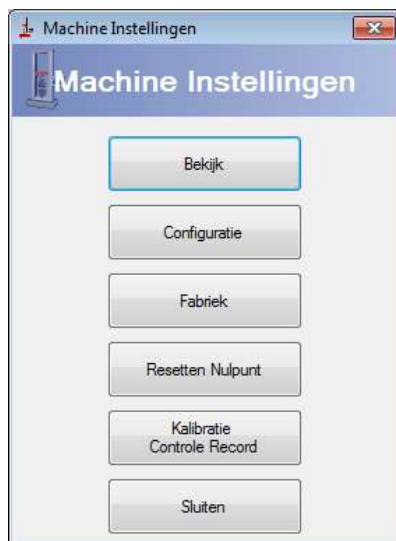 Machine Instellingen
Machine Instellingen
Bekijk
Configuratie
Fabriek
Resetten Nulpunt
Kalibratie
Controle Record
Sluiten